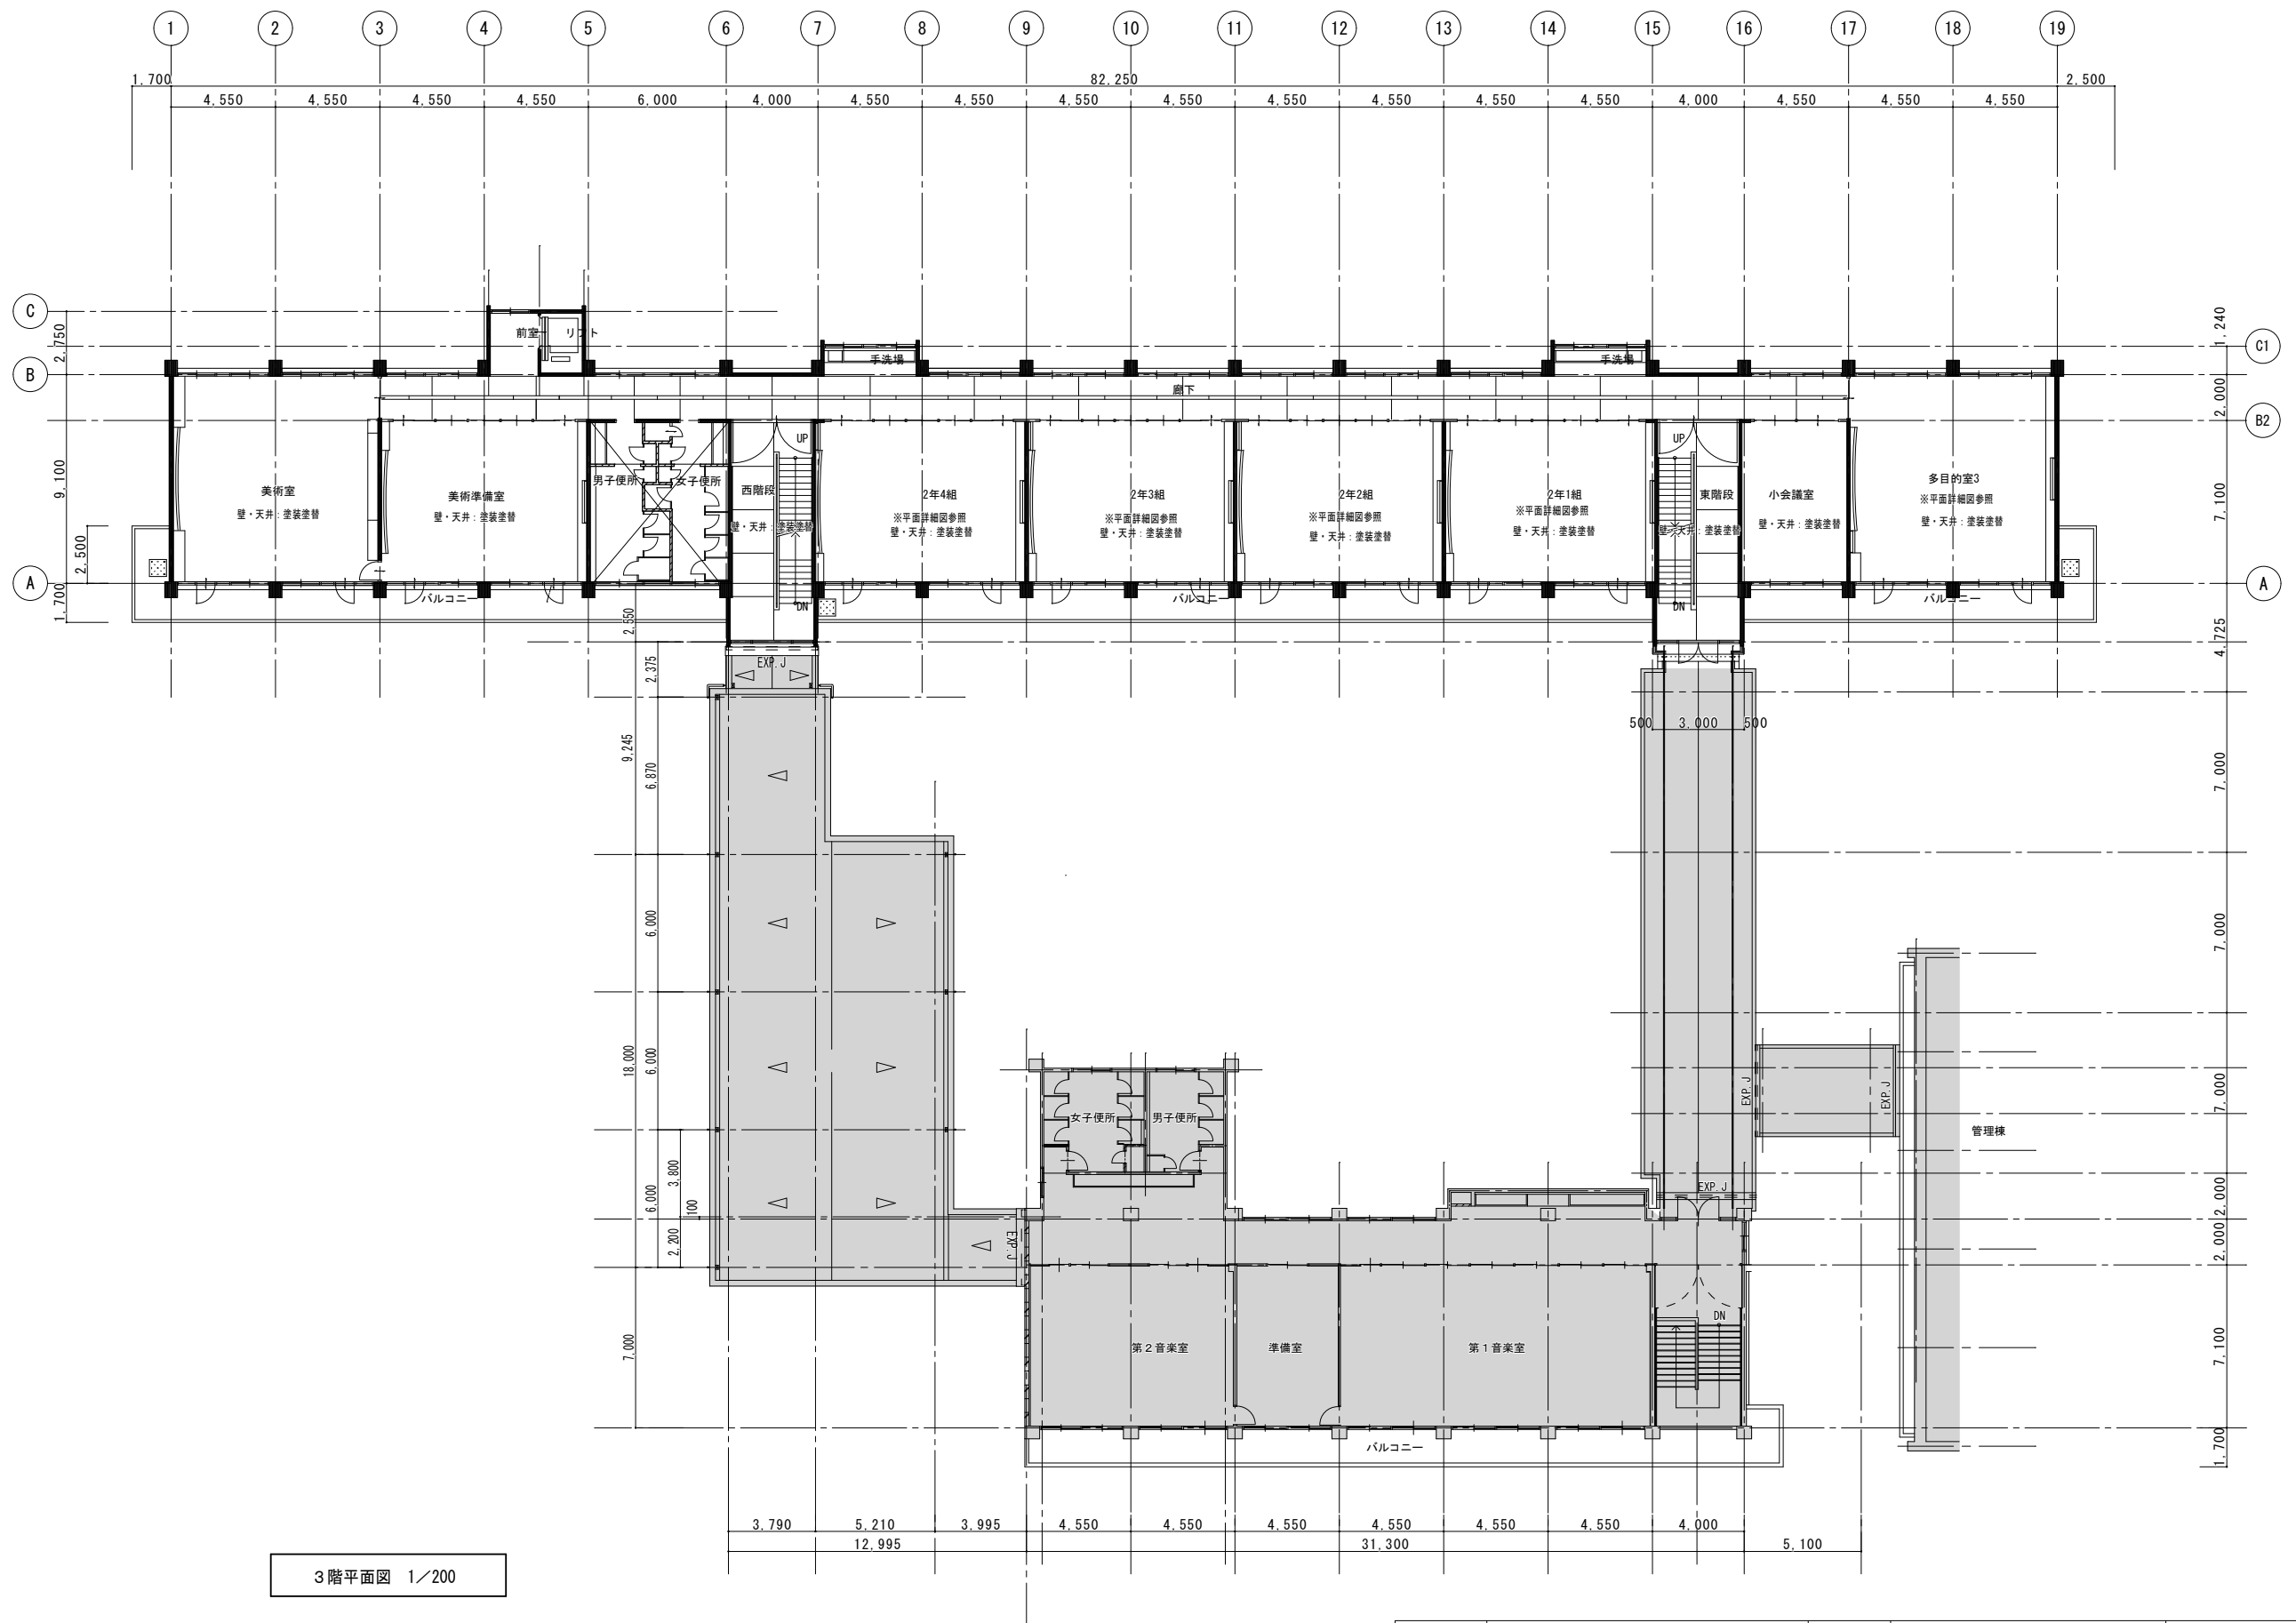 1 2 3 4 5 6 7 8 9 10 11 12 13 14 15 16 17 18 19
1,700 82,250 2,500
4,550 4,550 4,550 4,550 6,000 4,000 4,550 4,550 4,550 4,550 4,550 4,550 4,550 4,550 4,000 4,550 4,550 4,550
C
2,750
前室 リフト
1,240
C1
手洗場 手洗場
B
廊下
2,000
B2
UP UP
9,100
美術室
壁・天井：塗装塗替
美術準備室
壁・天井：塗装塗替
男子便所 女子便所
西階段
壁・天井：塗装塗替
2年4組
※平面詳細図参照
壁・天井：塗装塗替
2年3組
※平面詳細図参照
壁・天井：塗装塗替
2年2組
※平面詳細図参照
壁・天井：塗装塗替
2年1組
※平面詳細図参照
壁・天井：塗装塗替
東階段
壁・天井：塗装塗替
小会議室
壁・天井：塗装塗替
多目的室3
※平面詳細図参照
壁・天井：塗装塗替
7,100
2,500
A A
1,700
バルコニー バルコニー バルコニー
DN DN
2,550
4,725
EXP.J
2,375
500 3,000 500
9,245
6,870
7,000
6,000
7,000
18,000
6,000
女子便所 男子便所
EXP.J EXP.J
7,000
管理棟
3,800
6,000
100
2,200
EXP.J
EXP.J
2,000
2,000
DN
7,000
第２音楽室 準備室 第１音楽室
7,100
バルコニー
1,700
3,790 5,210 3,995 4,550 4,550 4,550 4,550 4,550 4,550 4,000
12,995 31,300 5,100
３階平面図　1／200